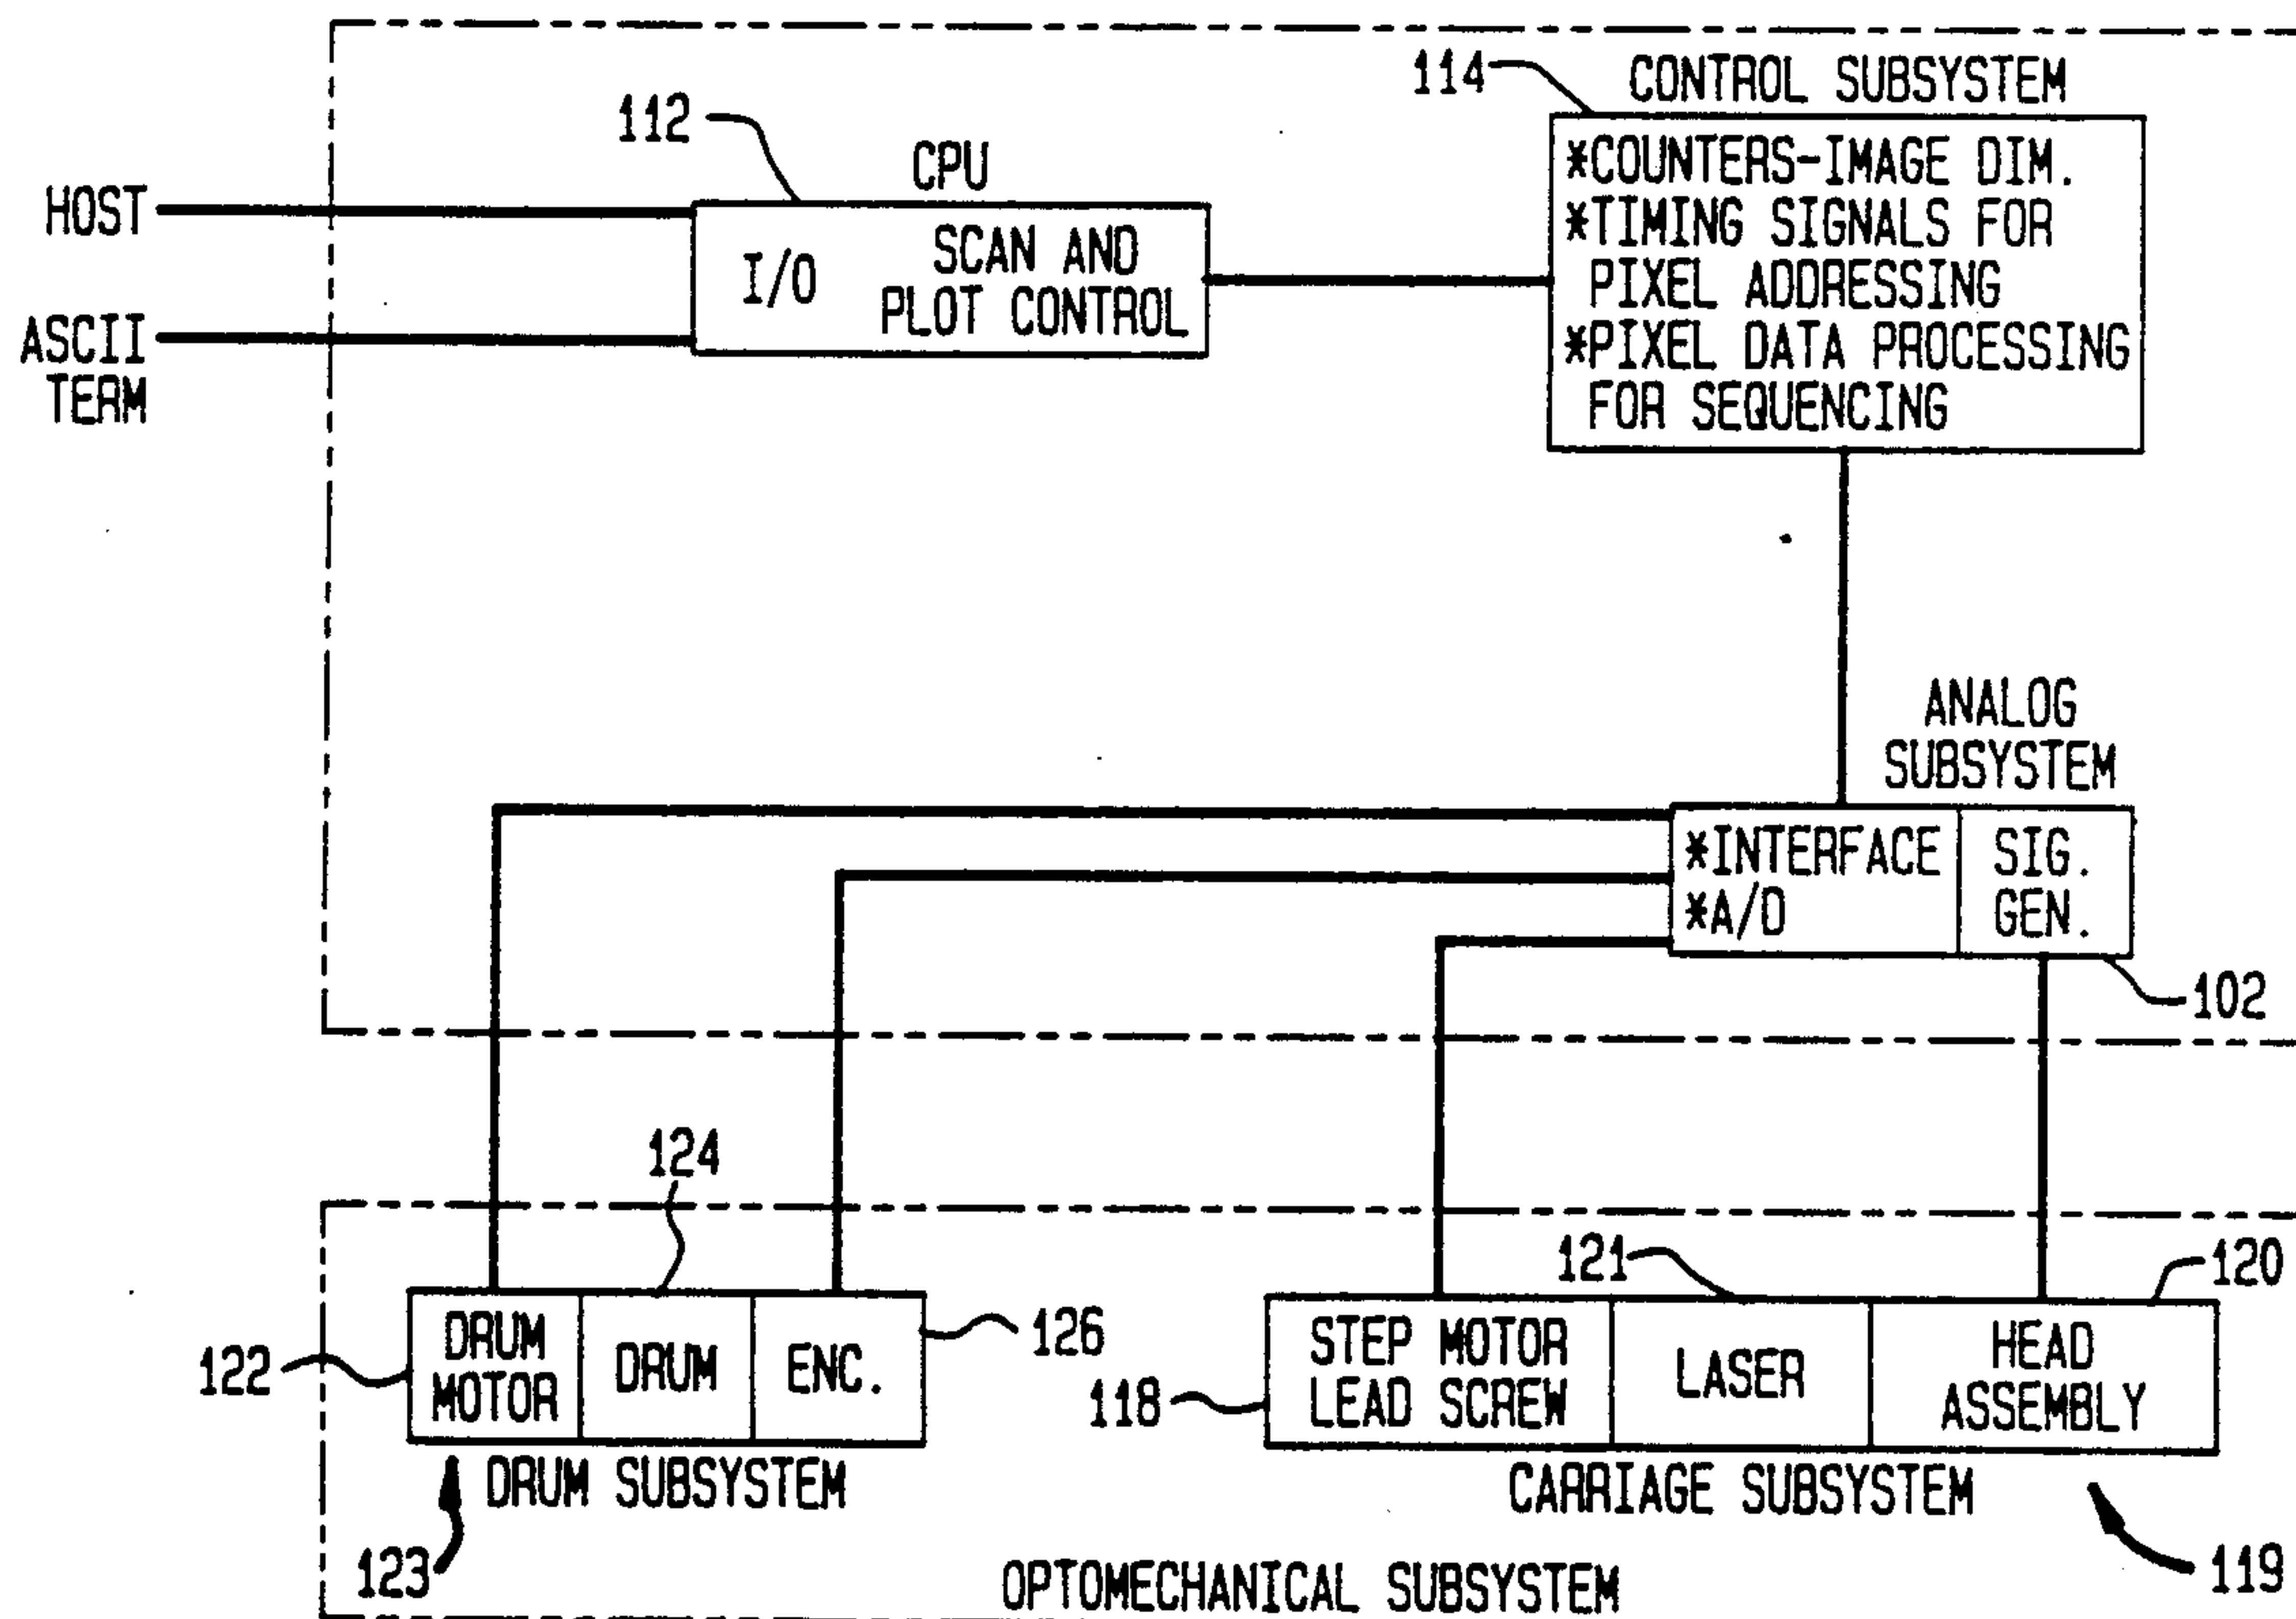 114
CONTROL SUBSYSTEM
112
CPU
*COUNTERS-IMAGE DIM.
*TIMING SIGNALS FOR
PIXEL ADDRESSING
*PIXEL DATA PROCESSING
FOR SEQUENCING
HOST
I/O
SCAN AND
PLOT CONTROL
ASCII
TERM
ANALOG
SUBSYSTEM
*INTERFACE
*A/D
SIG.
GEN.
102
124
121
120
122
DRUM
MOTOR
DRUM
ENC.
126
118
STEP MOTOR
LEAD SCREW
LASER
HEAD
ASSEMBLY
DRUM SUBSYSTEM
CARRIAGE SUBSYSTEM
123
119
OPTOMECHANICAL SUBSYSTEM